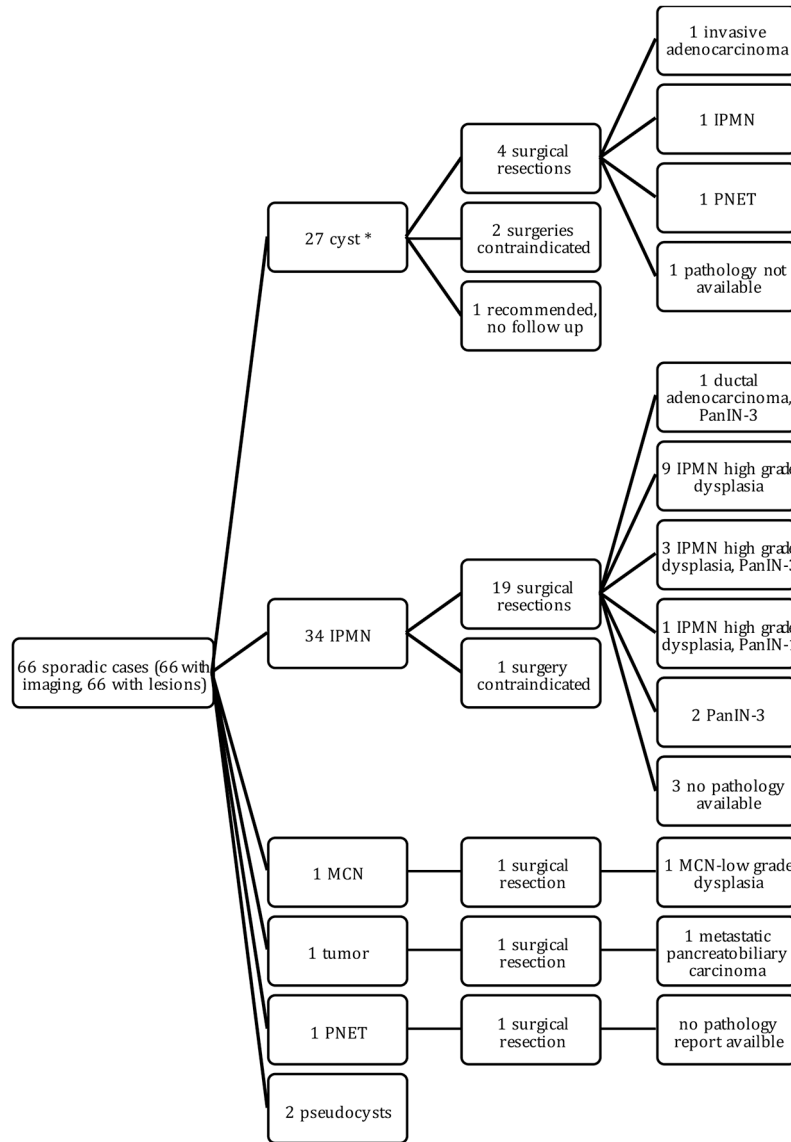 1 invasive
adenocarcinoma
1 IPMN
1 PNET
1 pathology not
available
4 surgical
resections
2 surgeries
contraindicated
1 recommended,
no follow up
27 cyst *
1 ductal
adenocarcinoma,
PanIN-3
9 IPMN high grade
dysplasia
3 IPMN high grade
dysplasia,
1 IPMN high grade
dysplasia,
2 PanIN-3
3 no pathology
available
19 surgical
resections
1 surgery
contraindicated
34 IPMN
66 sporadic cases (66 with
imaging, 66 with lesions)
1 MCN
1 surgical
resection
1 MCN-low grade
dysplasia
1 tumor
1 surgical
resection
1 metastatic
pancreatobiliary
carcinoma
1 PNET
1 surgical
resection
no pathology
report availble
2 pseudocysts